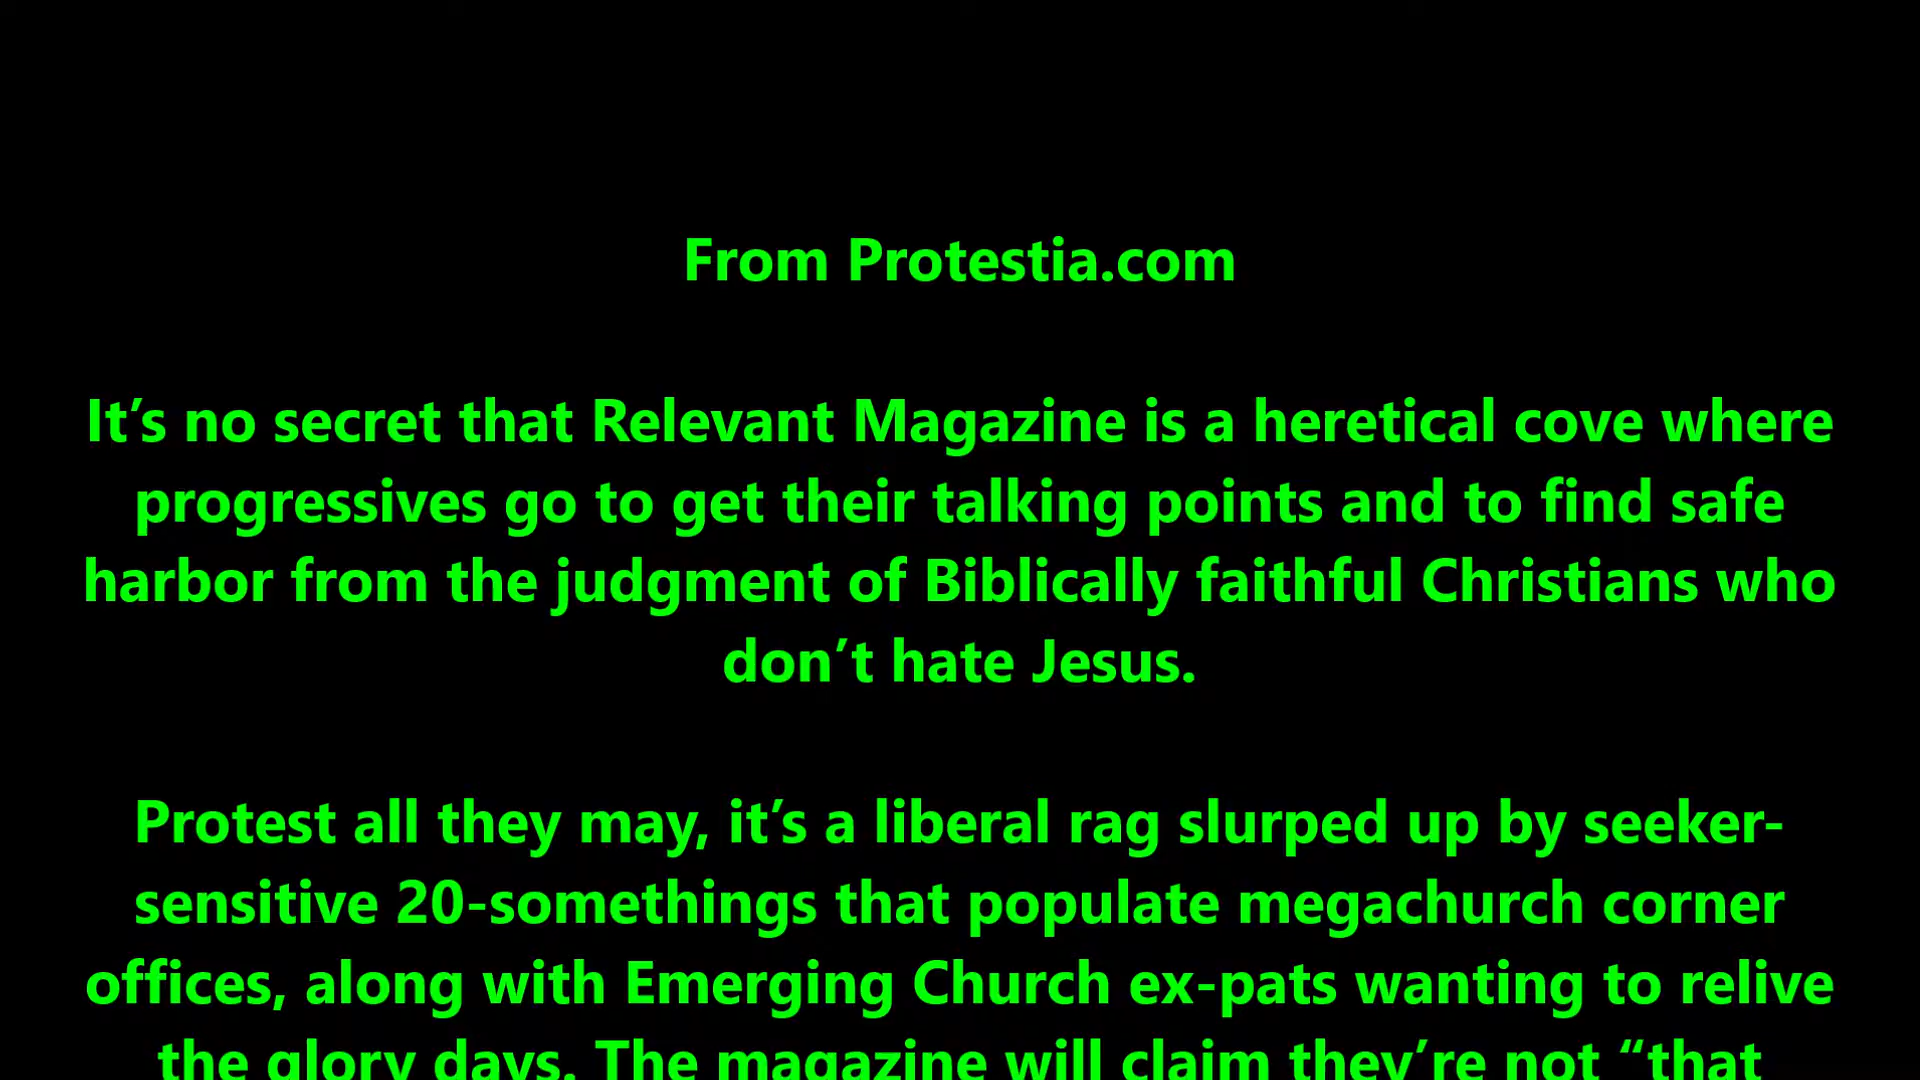 From Protestia.com
It’s no secret that Relevant Magazine is a heretical cove where
progressives go to get their talking points and to find safe
harbor from the judgment of Biblically faithful Christians who
don’t hate Jesus.
Protest all they may, it’s a liberal rag slurped up by seeker-
sensitive 20-somethings that populate megachurch corner
offices, along with Emerging Church ex-pats wanting to relive
the glory days. The magazine will claim they’re not “that